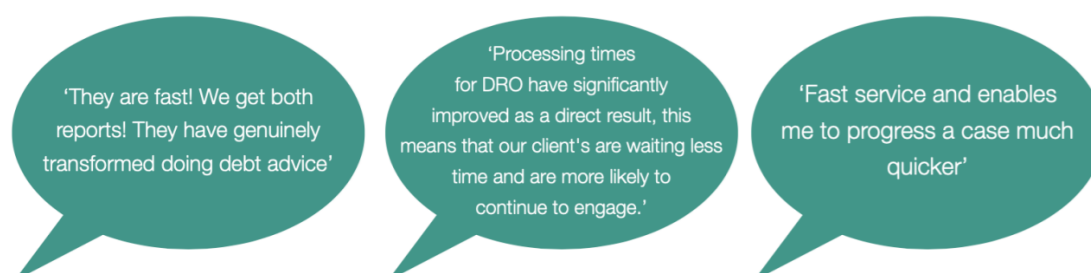 ‘They are fast! We get both
reports! They have genuinely
transformed doing debt advice’
‘Processing times
for DRO have significantly
improved as a direct result, this
means that our client's are waiting less
time and are more likely to
continue to engage.’
‘Fast service and enables
me to progress a case much
quicker’